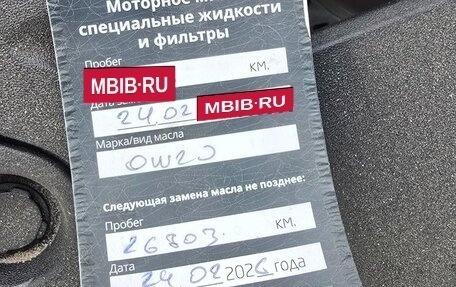 Моторное
специальные жидкости
и фильтры
Пробег
MBIB.RU
КМ.
Дата
24.02
MBIB.RU
Марка/вид масла
0W20
Следующая замена масла не позднее:
Пробег
26803.
КМ.
Дата
24 02 2026 года